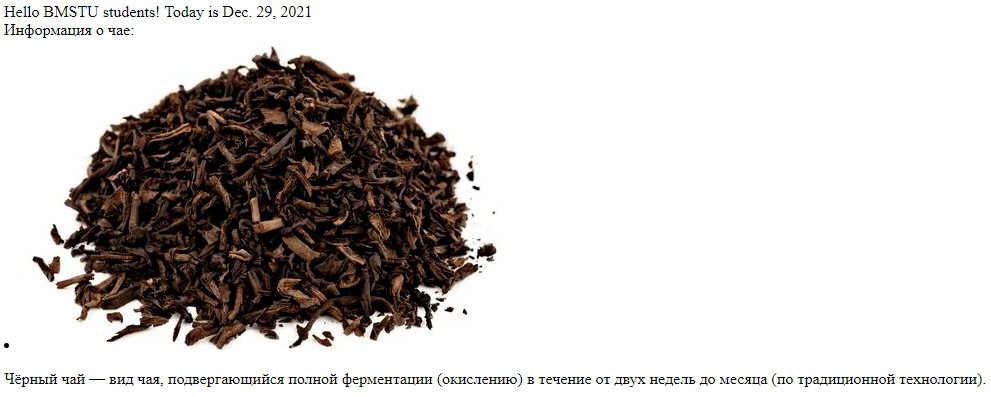 Hello BMSTU students! Today is Dec. 29, 2021
Информация о чае:
Чёрный чай — вид чая, подвергающийся полной ферментации (окислению) в течение от двух недель до месяца (по традиционной технологии).